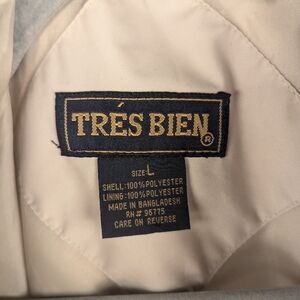 TRÉS BIEN ®
SIZE: L
SHELL: 100% POLYESTER
LINING: 100% POLYESTER
MADE IN BANGLADESH
RN# 96775
CARE ON REVERSE